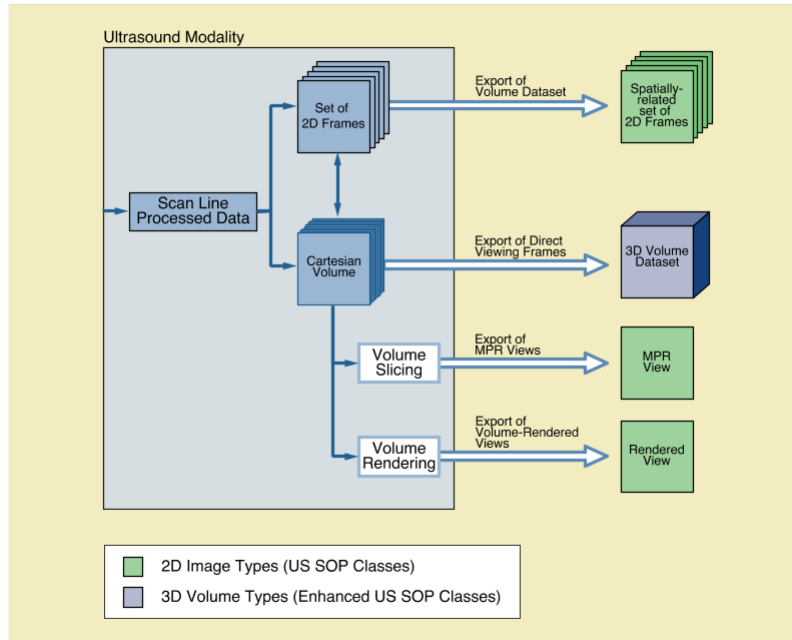 Ultrasound Modality
Set of
2D Frames
Export of
Volume Dataset
Spatially-
related
set of
2D Frames
Scan Line
Processed Data
Cartesian
Volume
Export of Direct
Viewing Frames
3D Volume
Dataset
Volume
Slicing
Export of
MPR Views
MPR
View
Volume
Rendering
Export of
Volume-Rendered
Views
Rendered
View
2D Image Types (US SOP Classes)
3D Volume Types (Enhanced US SOP Classes)